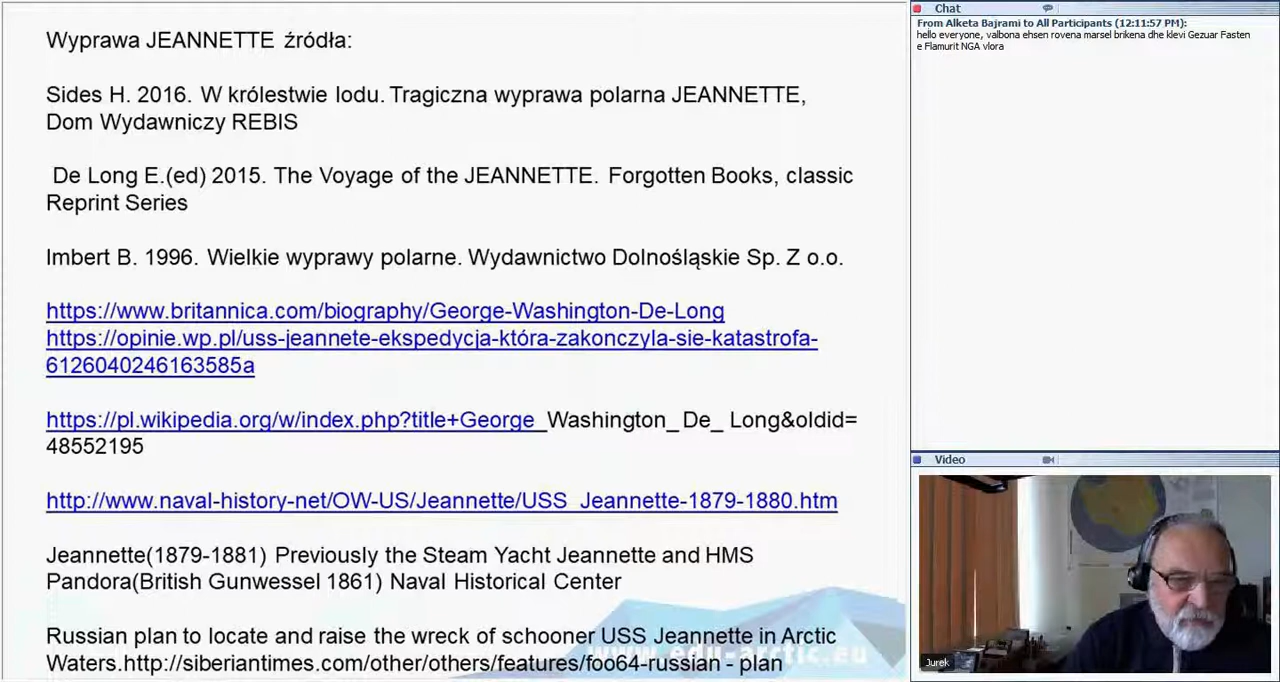 Wyprawa JEANNETTE źródła:
Sides H. 2016. W królestwie lodu. Tragiczna wyprawa polarna JEANNETTE,
Dom Wydawniczy REBIS
De Long E.(ed) 2015. The Voyage of the JEANNETTE. Forgotten Books, classic
Reprint Series
Imbert B. 1996. Wielkie wyprawy polarne. Wydawnictwo Dolnośląskie Sp. Z o.o.
https://www.britannica.com/biography/George-Washington-De-Long
https://opinie.wp.pl/uss-jeannete-ekspedycja-która-zakonczyla-sie-katastrofa-
6126040246163585a
https://pl.wikipedia.org/w/index.php?title+George_Washington_ De_ Long&oldid=
48552195
http://www.naval-history-net/OW-US/Jeannette/USS_Jeannette-1879-1880.htm
Jeannette(1879-1881) Previously the Steam Yacht Jeannette and HMS
Pandora(British Gunwessel 1861) Naval Historical Center
Russian plan to locate and raise the wreck of schooner USS Jeannette in Arctic
Waters.http://siberiantimes.com/other/others/features/foo64-russian - plan
www.edu-arctic.eu
Chat
From Alketa Bajrami to All Participants (12:11:57 PM):
hello everyone, valbona ehsen rovena marsel brikena dhe klevi Gezuar Fasten
e Flamurit NGA vlora
Video
Jurek